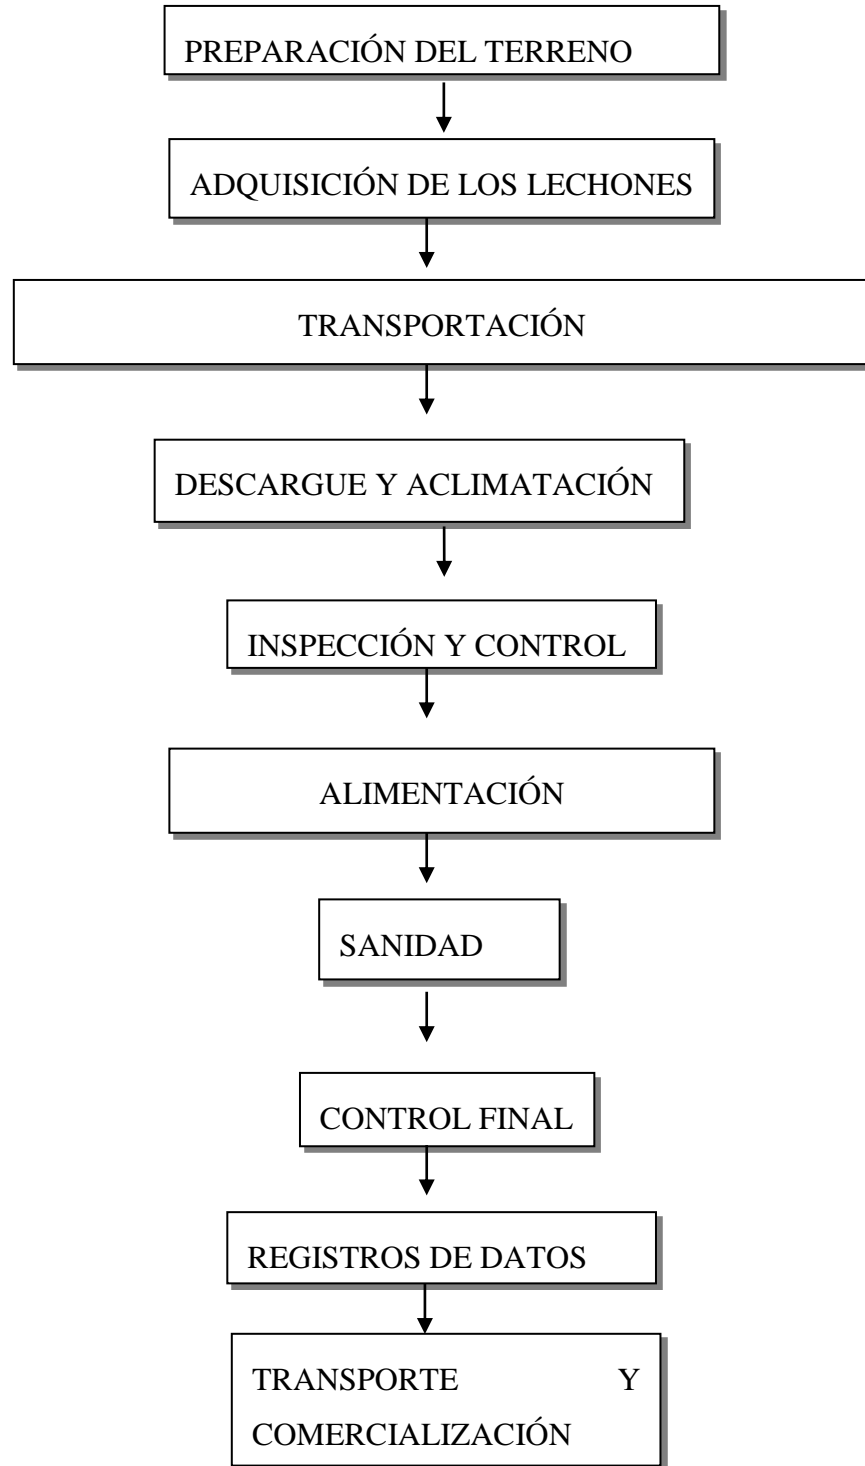 PREPARACIÓN DEL TERRENO
ADQUISICIÓN DE LOS LECHONES
TRANSPORTACIÓN
DESCARGUE Y ACLIMATACIÓN
INSPECCIÓN Y CONTROL
ALIMENTACIÓN
SANIDAD
CONTROL FINAL
REGISTROS DE DATOS
TRANSPORTE Y
COMERCIALIZACIÓN